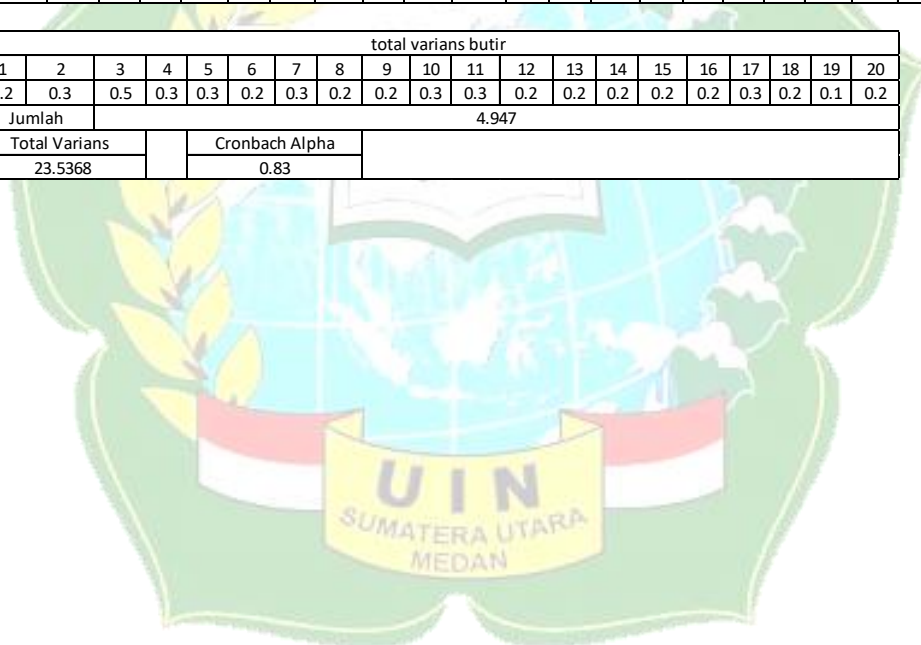 total varians butir
1 2 3 4 5 6 7 8 9 10 11 12 13 14 15 16 17 18 19 20
.2 0.3 0.5 0.3 0.3 0.2 0.3 0.2 0.2 0.3 0.3 0.2 0.2 0.2 0.2 0.2 0.3 0.2 0.1 0.2
Jumlah 4.947
Total Varians Cronbach Alpha
23.5368 0.83
UIN
SUMATERA UTARA
MEDAN